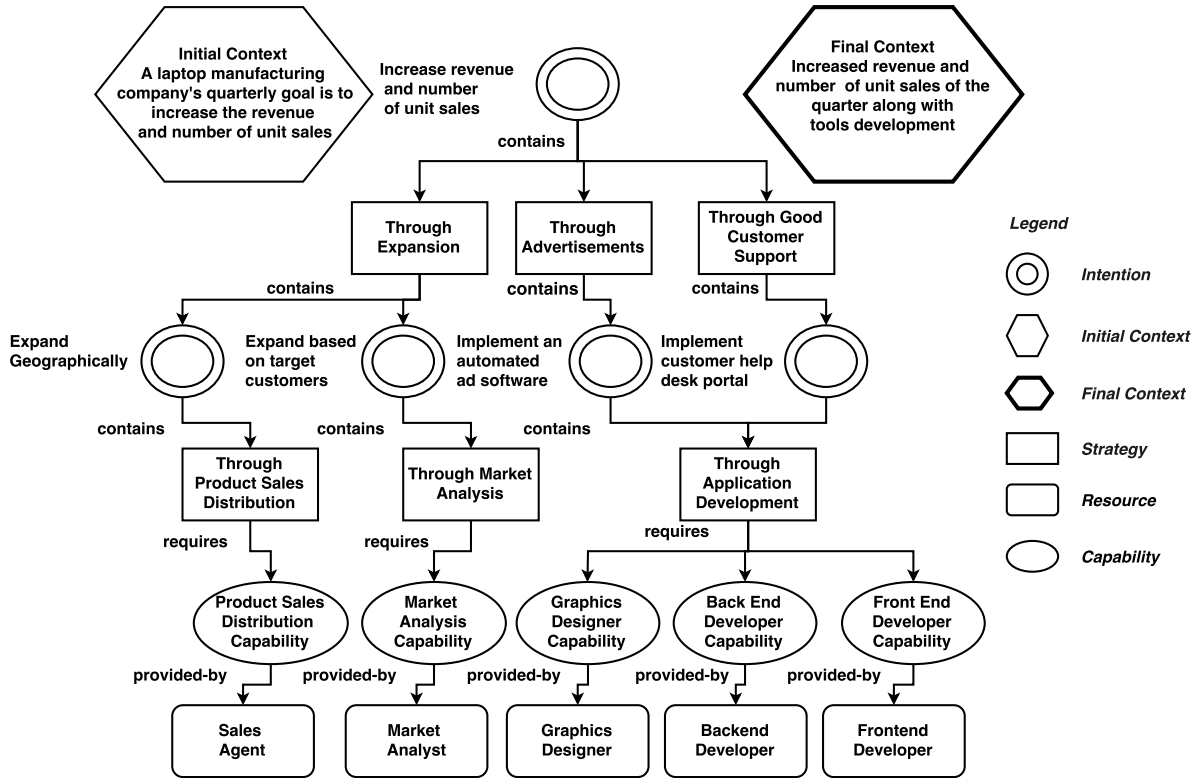 Initial Context
A laptop manufacturing
company's quarterly goal is to
increase the revenue
and number of unit sales
Increase revenue
and number
of unit sales
Final Context
Increased revenue and
number of unit sales of the
quarter along with
tools development
contains
Through
Expansion
Through
Advertisements
Through Good
Customer
Support
contains
contains
contains
Expand
Geographically
Expand based
on target
customers
Implement an
automated
ad software
Implement
customer help
desk portal
contains
contains
contains
Through
Product Sales
Distribution
Through Market
Analysis
Through
Application
Development
requires
requires
requires
Product Sales
Distribution
Capability
Market
Analysis
Capability
Graphics
Designer
Capability
Back End
Developer
Capability
Front End
Developer
Capability
provided-by
provided-by
provided-by
provided-by
provided-by
Sales
Agent
Market
Analyst
Graphics
Designer
Backend
Developer
Frontend
Developer
Legend
Intention
Initial Context
Final Context
Strategy
Resource
Capability